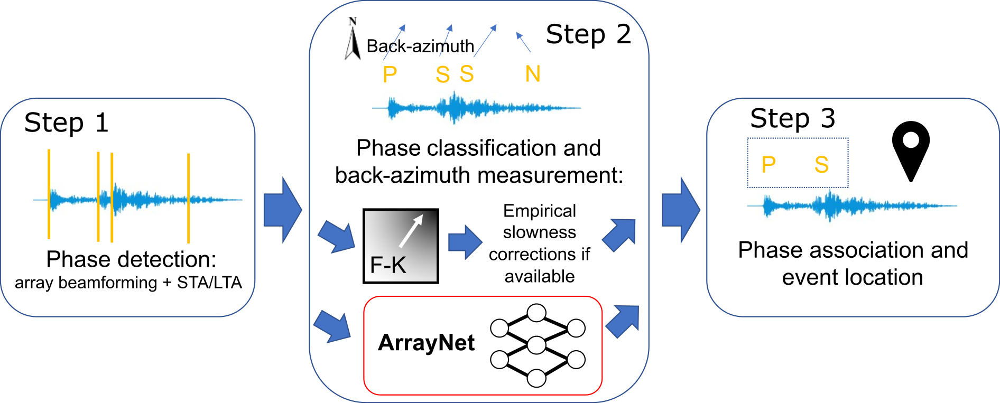 Step 1
Phase detection:
array beamforming + STA/LTA
N
Back-azimuth
Step 2
P S S N
Phase classification and
back-azimuth measurement:
F-K
Empirical
slowness
corrections if
available
ArrayNet
Step 3
P S
Phase association and
event location